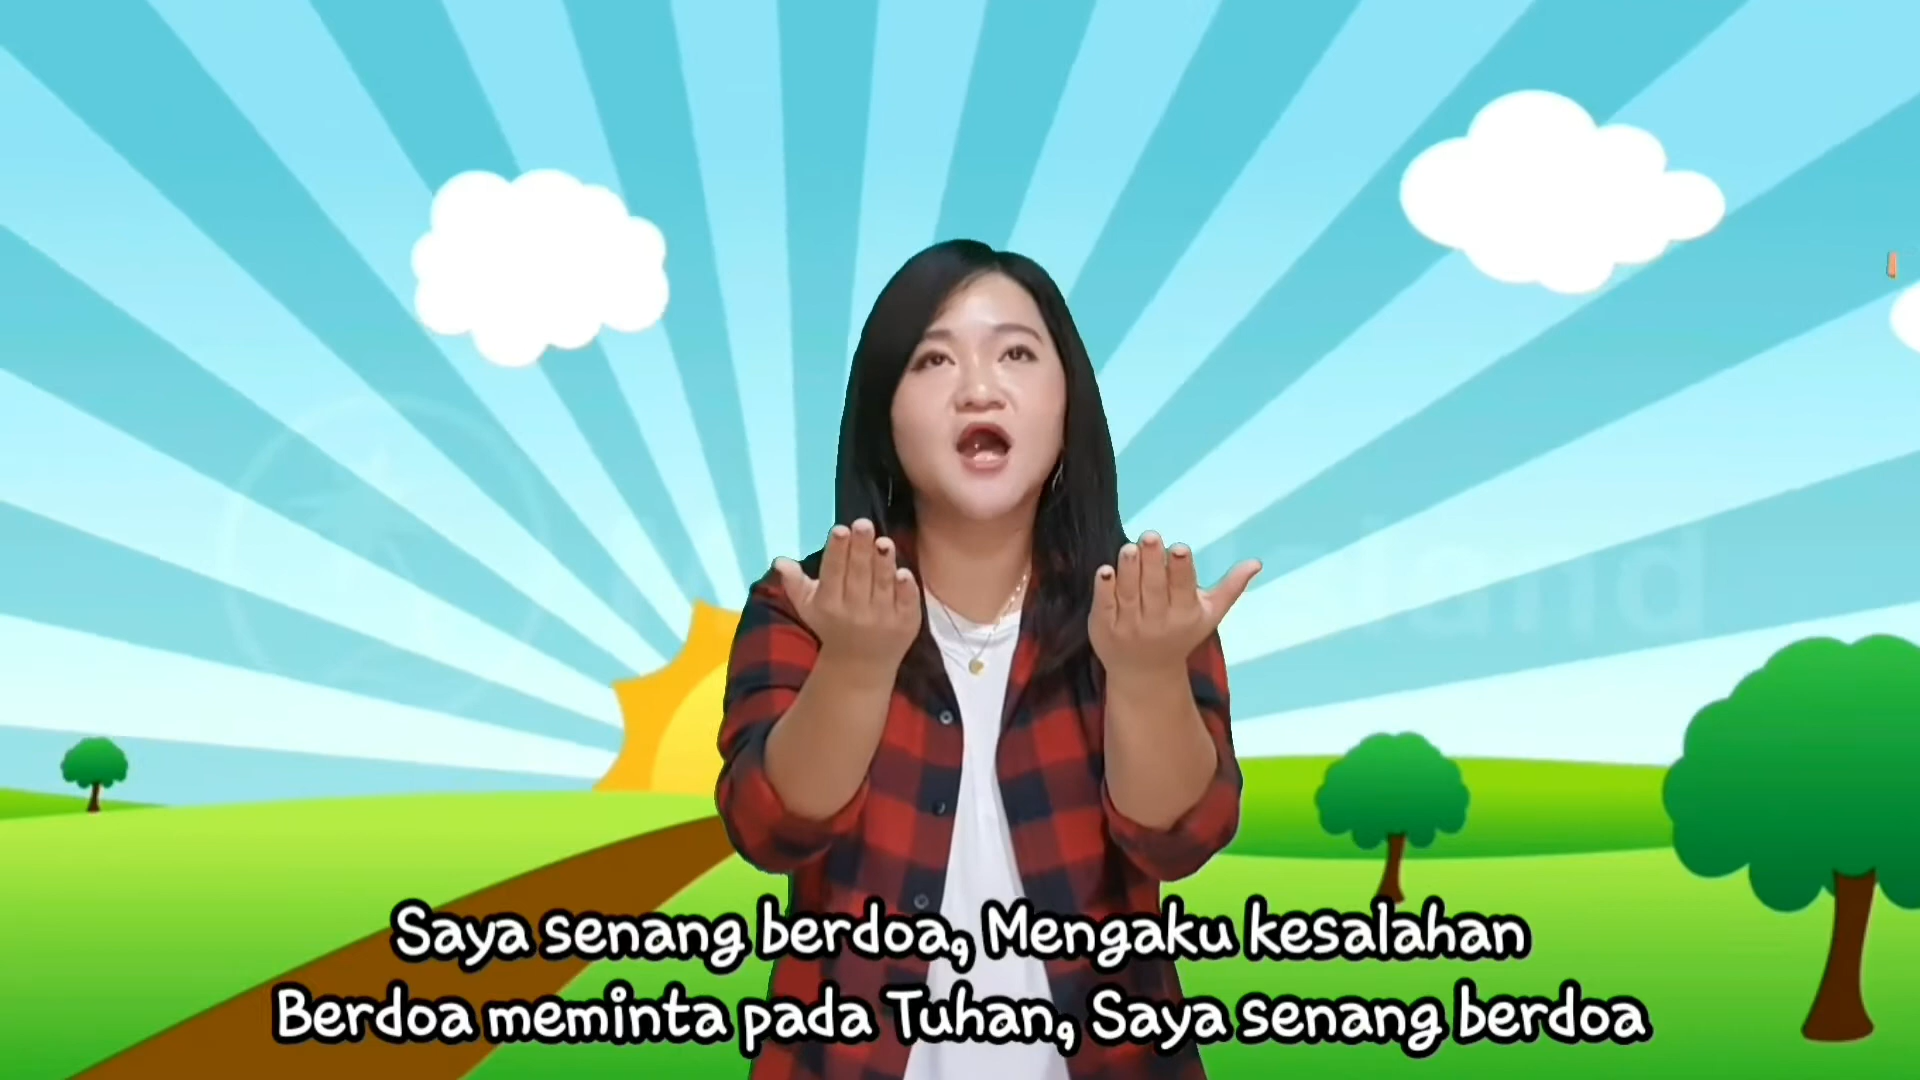 Saya senang berdoa, Mengaku kesalahan
Berdoa meminta pada Tuhan, Saya senang berdoa